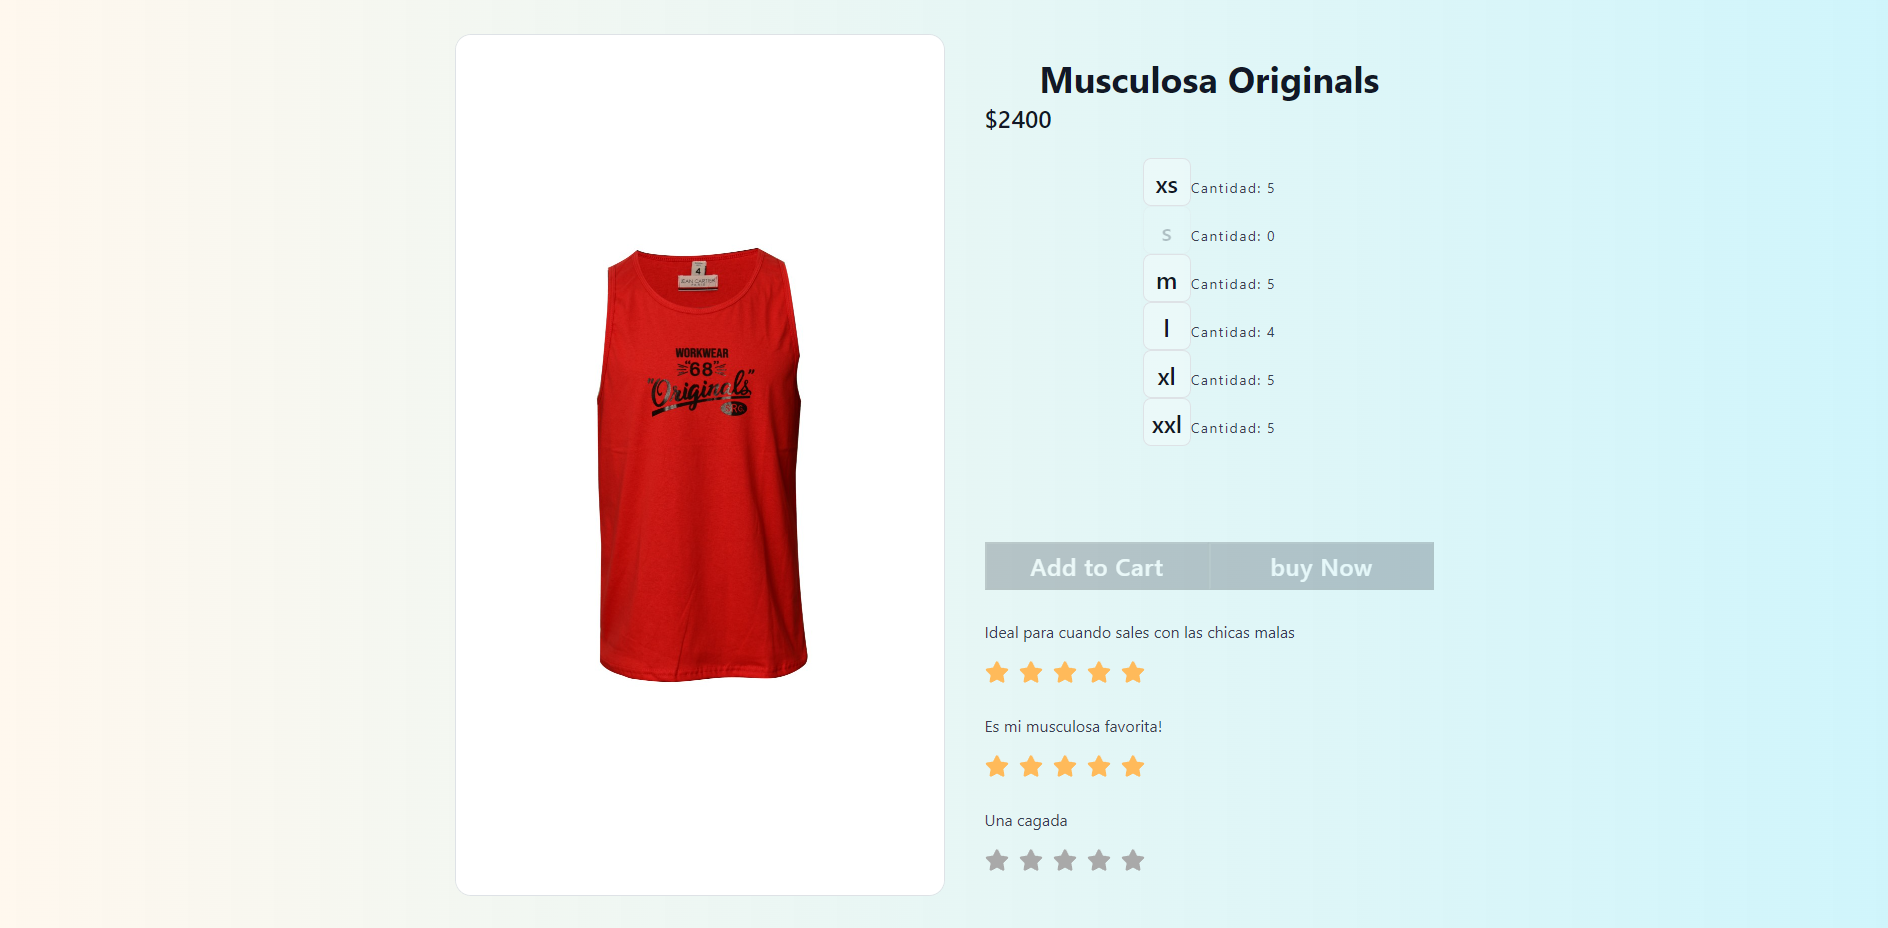 Musculosa Originals
$2400
xs Cantidad: 5
s Cantidad: 0
m Cantidad: 5
l Cantidad: 4
xl Cantidad: 5
xxl Cantidad: 5
4
WORKWEAR
"68"
"Originals"
Add to Cart buy Now
Ideal para cuando sales con las chicas malas
Es mi musculosa favorita!
Una cagada